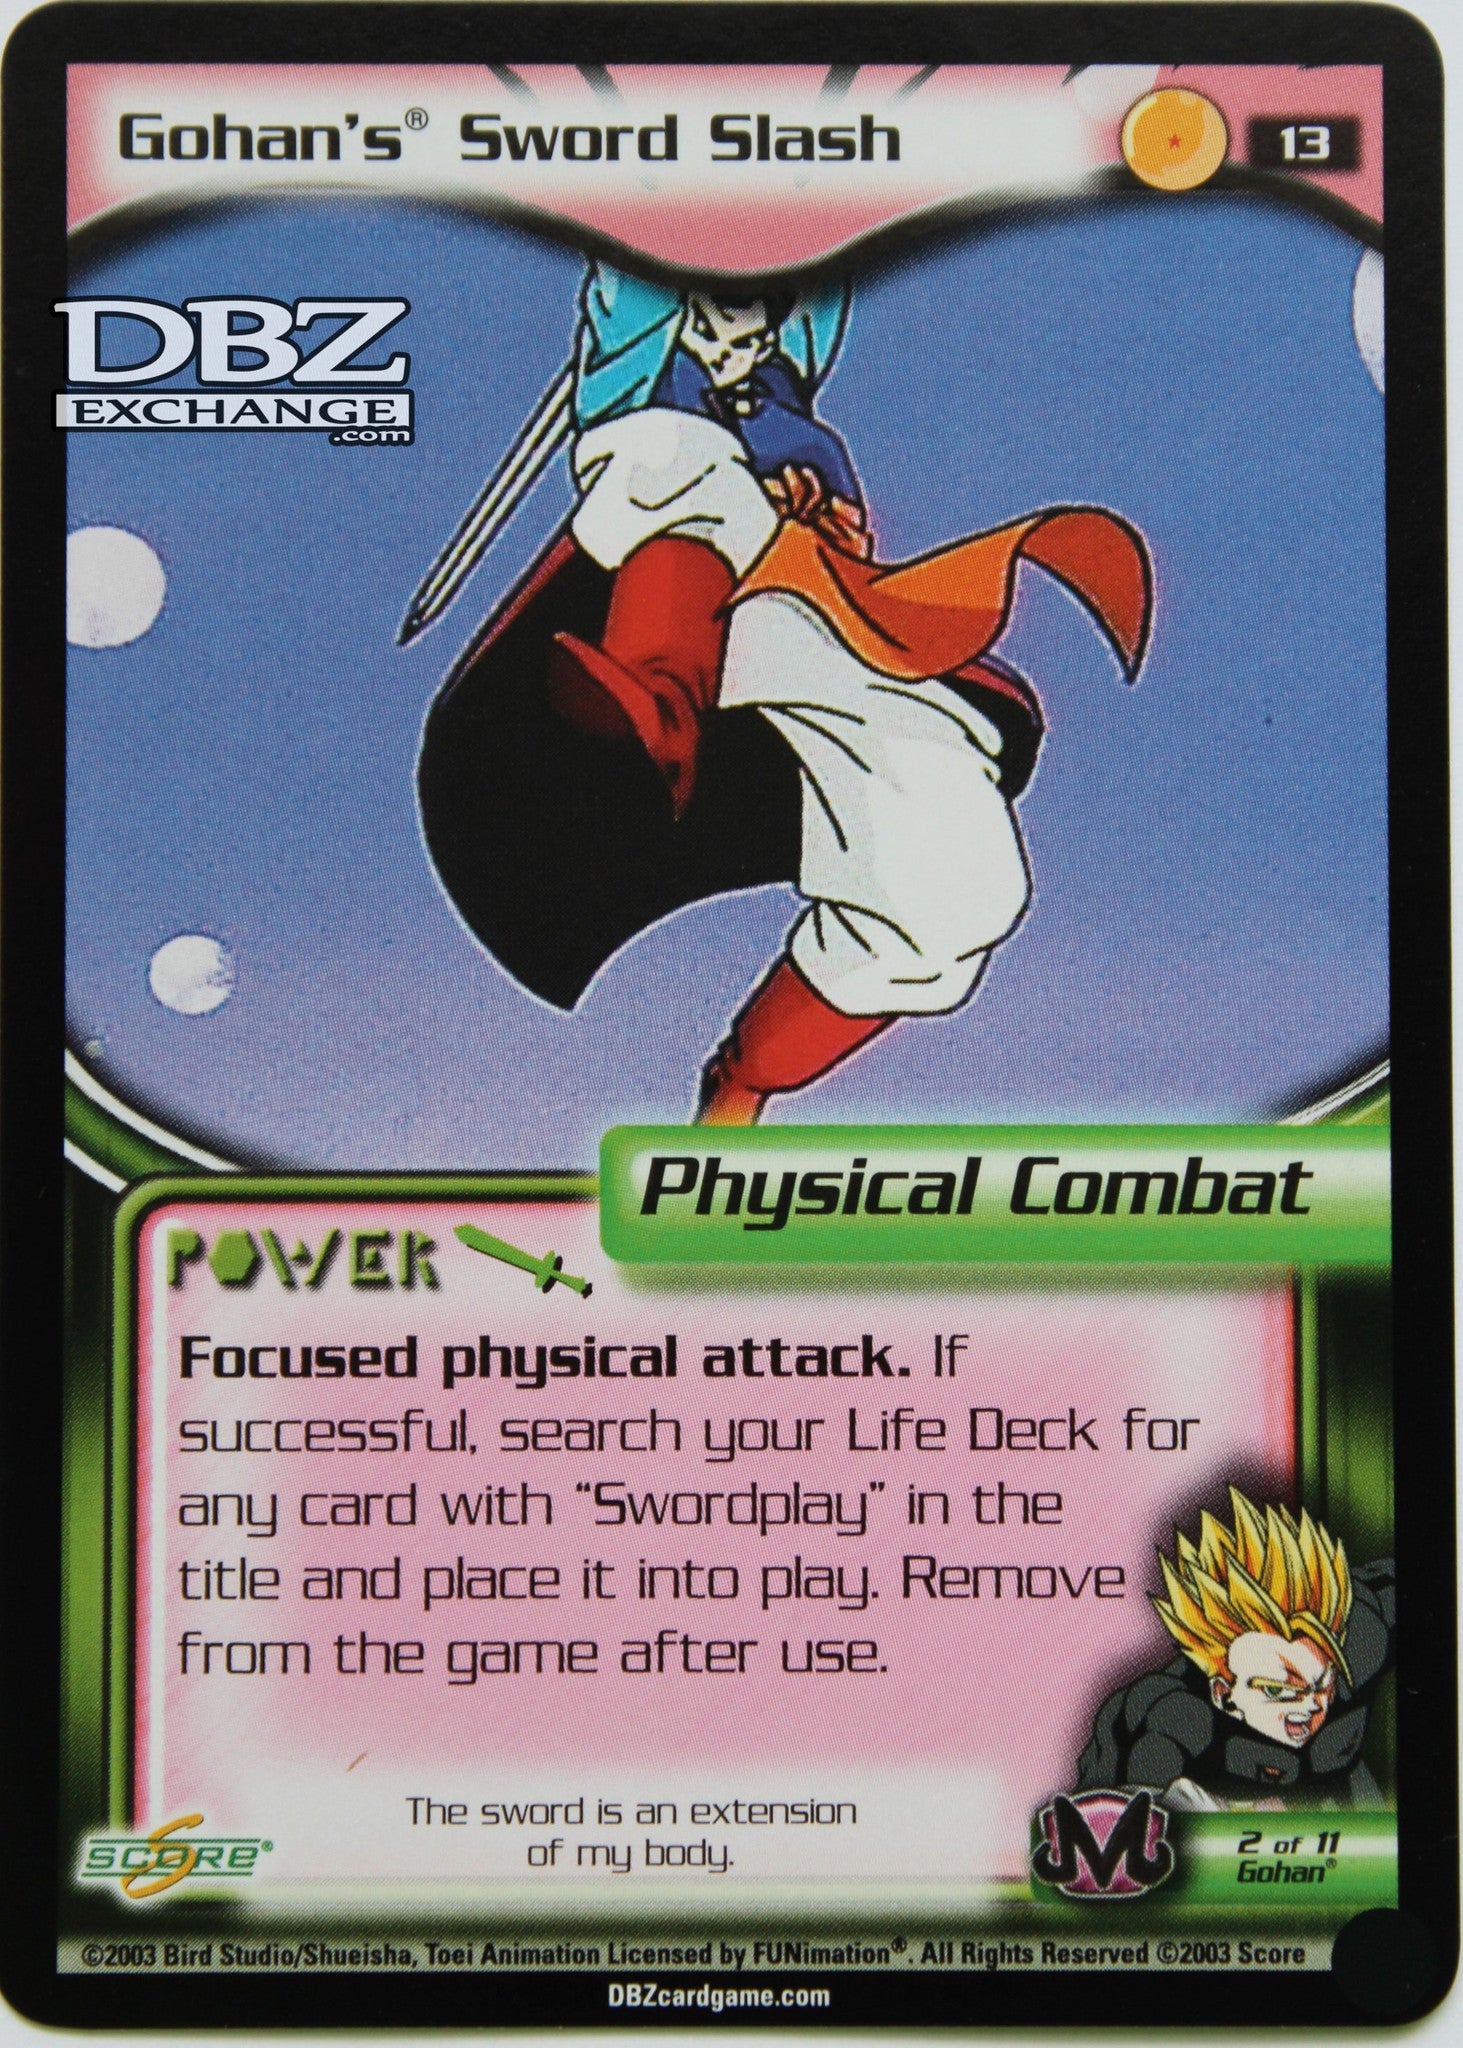 Gohan's® Sword Slash
13
DBZ
EXCHANGE
.com
Physical Combat
POWER
Focused physical attack. If
successful, search your Life Deck for
any card with “Swordplay” in the
title and place it into play. Remove
from the game after use.
The sword is an extension
of my body.
SCORE®
M
2 of 11
Gohan®
©2003 Bird Studio/Shueisha, Toei Animation Licensed by FUNimation®. All Rights Reserved ©2003 Score
DBZcardgame.com